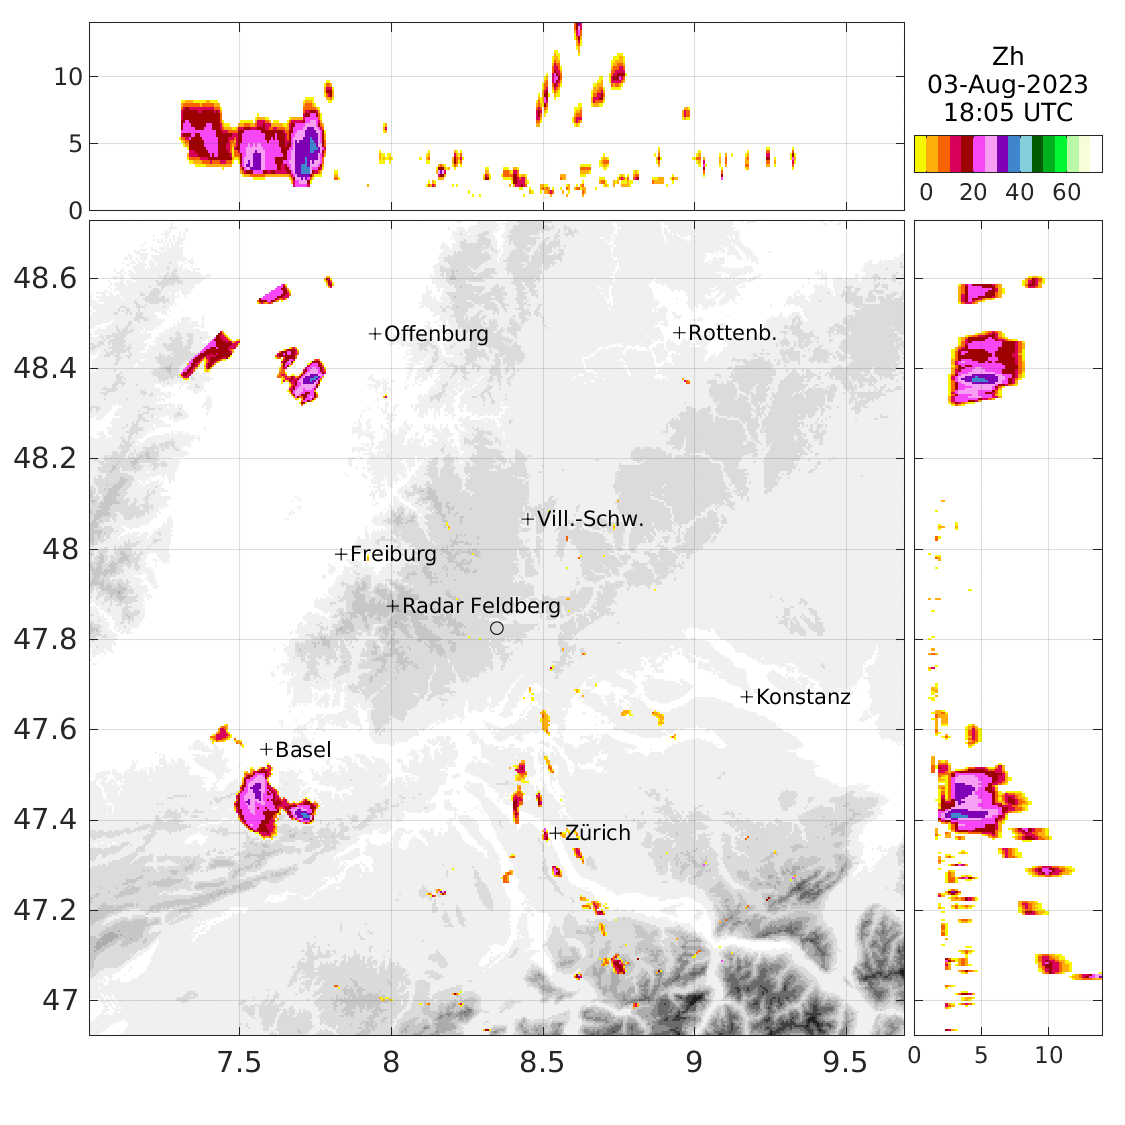 10
5
0
Zh
03-Aug-2023
18:05 UTC
0 20 40 60
48.6
48.4
48.2
48
47.8
47.6
47.4
47.2
47
+Offenburg
+Rottenb.
+Vill.-Schw.
+Freiburg
+Radar Feldberg
+Konstanz
+Basel
+Zürich
7.5 8 8.5 9 9.5
0 5 10